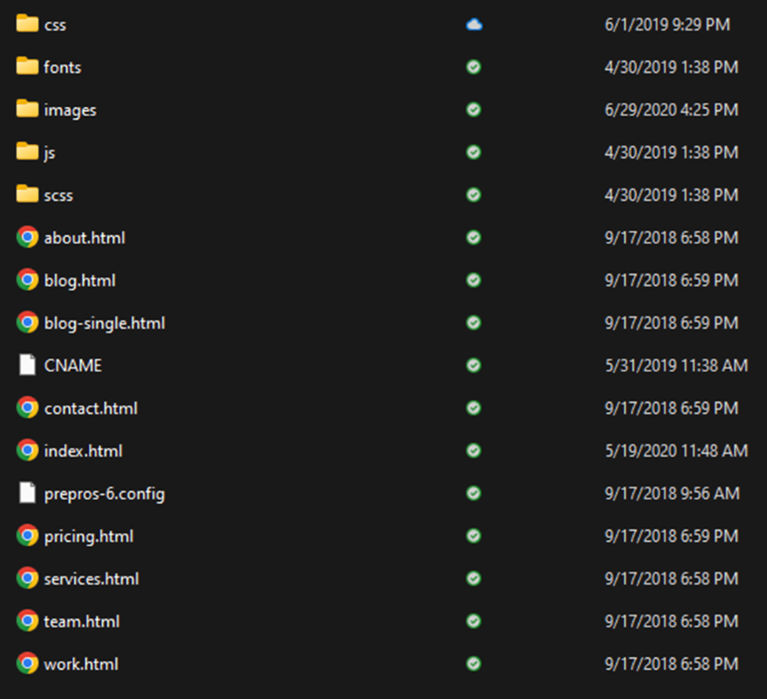 css 6/1/2019 9:29 PM
fonts 4/30/2019 1:38 PM
images 6/29/2020 4:25 PM
js 4/30/2019 1:38 PM
scss 4/30/2019 1:38 PM
about.html 9/17/2018 6:58 PM
blog.html 9/17/2018 6:59 PM
blog-single.html 9/17/2018 6:59 PM
CNAME 5/31/2019 11:38 AM
contact.html 9/17/2018 6:59 PM
index.html 5/19/2020 11:48 AM
prepros-6.config 9/17/2018 9:56 AM
pricing.html 9/17/2018 6:59 PM
services.html 9/17/2018 6:58 PM
team.html 9/17/2018 6:58 PM
work.html 9/17/2018 6:58 PM